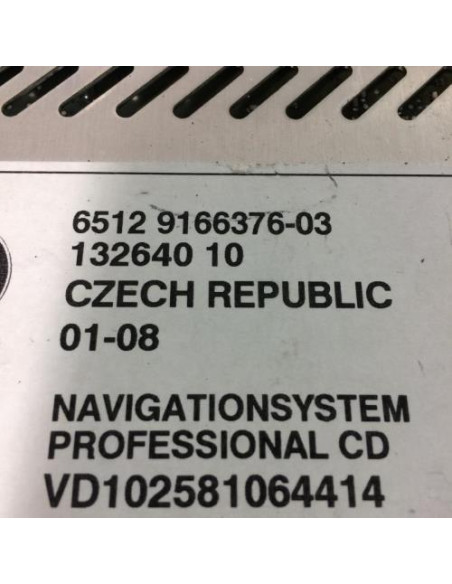 6512 9166376-03
132640 10
CZECH REPUBLIC
01-08
NAVIGATIONSYSTEM
PROFESSIONAL CD
VD102581064414